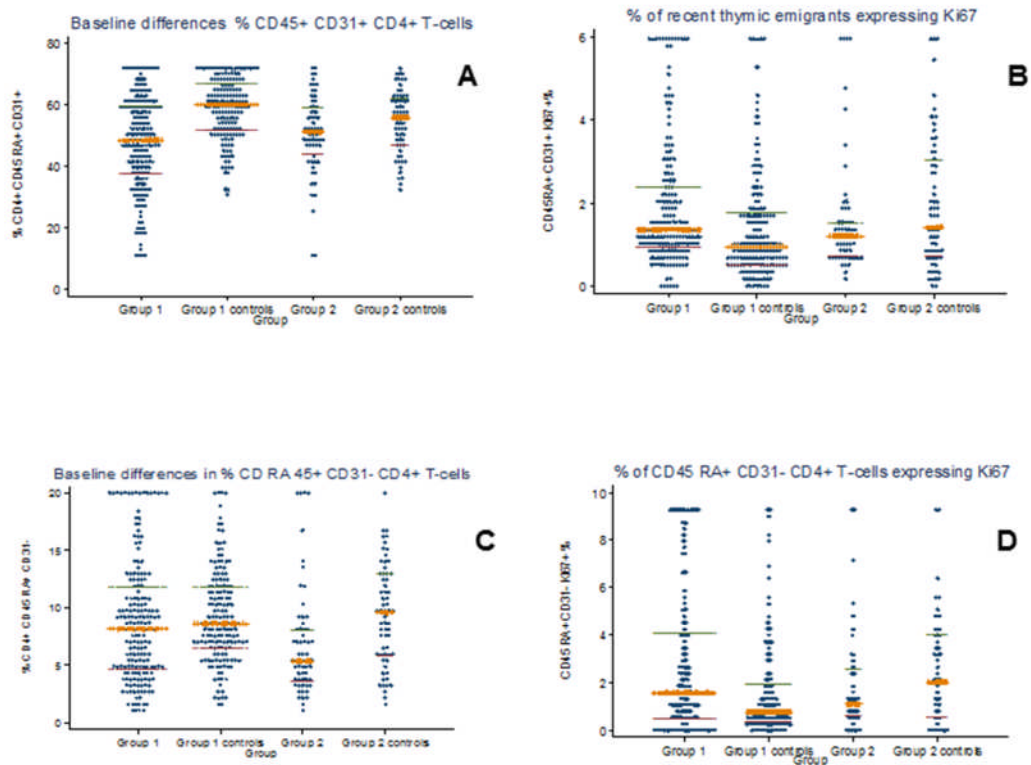 Baseline differences % CD45+ CD31+ CD4+ T-cells
A
% CD4+ CD45 RA+ CD31+
80
60
40
20
0
Group 1 Group 1 controls Group 2 Group 2 controls
Group
% of recent thymic emigrants expressing Ki67
B
CD45RA+ CD31+ Ki67+%
6
4
2
0
Group 1 Group 1 controls Group 2 Group 2 controls
Group
Baseline differences in % CD RA 45+ CD31- CD4+ T-cells
C
% CD4+ CD45 RA+ CD31-
20
15
10
5
0
Group 1 Group 1 controls Group 2 Group 2 controls
Group
% of CD45 RA+ CD31- CD4+ T-cells expressing Ki67
D
CD45 RA+ CD31- Ki67+ %
10
8
6
4
2
0
Group 1 Group 1 controls Group 2 Group 2 controls
Group